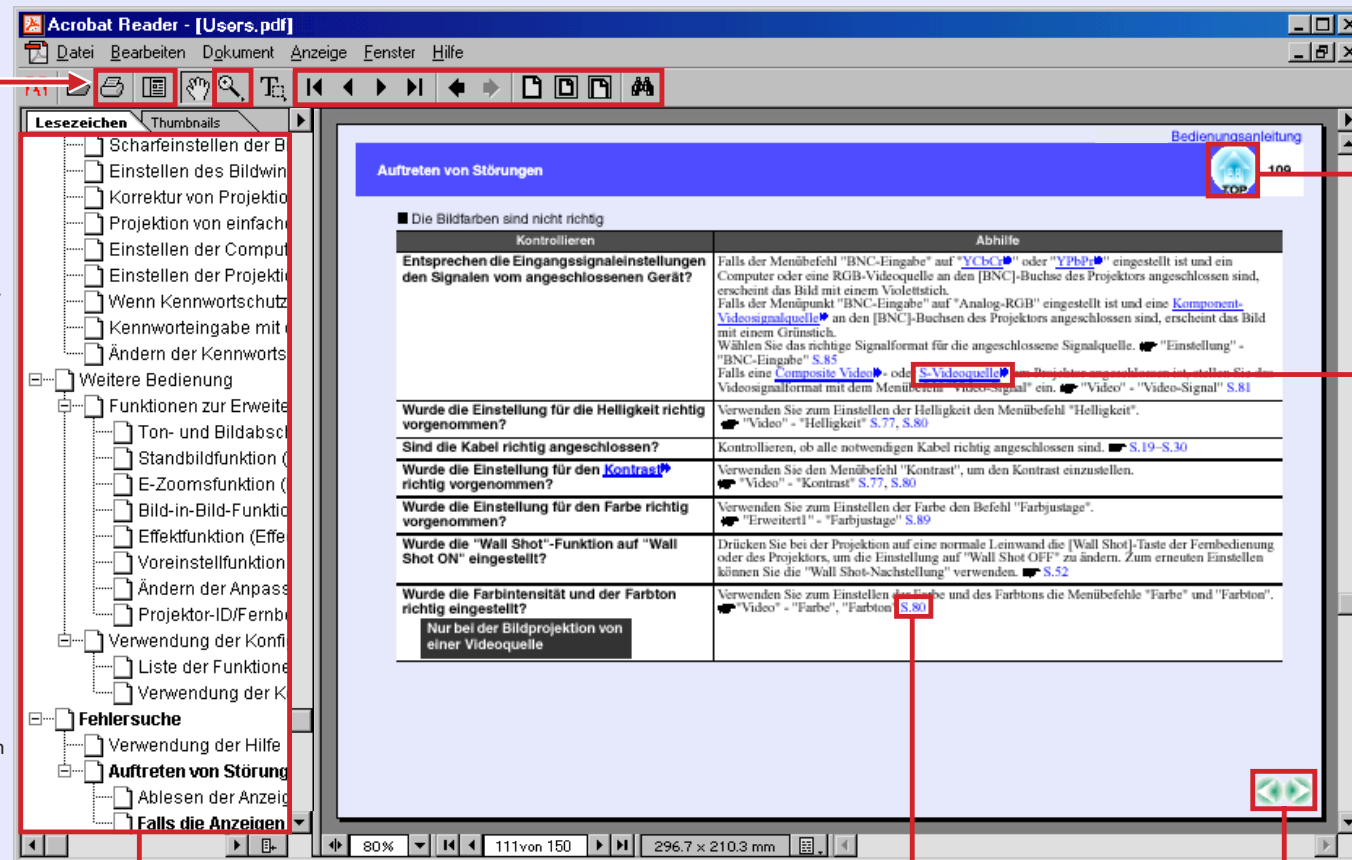 Acrobat Reader - [Users.pdf]
Datei Bearbeiten Dokument Anzeige Fenster Hilfe
Lesezeichen Thumbnails
Scharfeinstellen der B
Einstellen des Bildwin
Korrektur von Projektio
Projektion von einfach
Einstellen der Comput
Einstellen der Projekti
Wenn Kennwortschutz
Kennworteingabe mit
Ändern der Kennworts
Weitere Bedienung
Funktionen zur Erweite
Ton- und Bildabsch
Standbildfunktion (
E-Zoomsfunktion (
Bild-in-Bild-Funktio
Effektfunktion (Effe
Voreinstellfunktion
Ändern der Anpass
Projektor-ID/Fernb
Verwendung der Konfi
Liste der Funktione
Verwendung der K
Fehlersuche
Verwendung der Hilfe
Auftreten von Störung
Ablesen der Anzeig
Falls die Anzeigen
Bedienungsanleitung
Auftreten von Störungen
TOP
109
Die Bildfarben sind nicht richtig
Kontrollieren Abhilfe
Entsprechen die Eingangssignaleinstellungen
den Signalen vom angeschlossenen Gerät?
Falls der Menübefehl "BNC-Eingabe" auf "YCbCr" oder "YPbPr" eingestellt ist und ein
Computer oder eine RGB-Videoquelle an den [BNC]-Buchse des Projektors angeschlossen sind,
erscheint das Bild mit einem Violettstich.
Falls der Menüpunkt "BNC-Eingabe" auf "Analog-RGB" eingestellt ist und eine Komponent-
Videosignalquelle an den [BNC]-Buchsen des Projektors angeschlossen sind, erscheint das Bild
mit einem Grünstich.
Wählen Sie das richtige Signalformat für die angeschlossene Signalquelle. "Einstellung" -
"BNC-Eingabe" S.85
Falls eine Composite Video- oder S-Videoquelle am Projektor angeschlossen ist, stellen Sie das
Videosignalformat mit dem Menübefehl "Video-Signal" ein. "Video" - "Video-Signal" S.81
Wurde die Einstellung für die Helligkeit richtig
vorgenommen?
Verwenden Sie zum Einstellen der Helligkeit den Menübefehl "Helligkeit".
"Video" - "Helligkeit" S.77, S.80
Sind die Kabel richtig angeschlossen?
Kontrollieren, ob alle notwendigen Kabel richtig angeschlossen sind. S.19–S.30
Wurde die Einstellung für den Kontrast
richtig vorgenommen?
Verwenden Sie den Menübefehl "Kontrast", um den Kontrast einzustellen.
"Video" - "Kontrast" S.77, S.80
Wurde die Einstellung für den Farbe richtig
vorgenommen?
Verwenden Sie zum Einstellen der Farbe den Befehl "Farbjustage".
"Erweitert1" - "Farbjustage" S.89
Wurde die "Wall Shot"-Funktion auf "Wall
Shot ON" eingestellt?
Drücken Sie bei der Projektion auf eine normale Leinwand die [Wall Shot]-Taste der Fernbedienung
oder des Projektors, um die Einstellung auf "Wall Shot OFF" zu ändern. Zum erneuten Einstellen
können Sie die "Wall Shot-Nachstellung" verwenden. S.52
Wurde die Farbintensität und der Farbton
richtig eingestellt?
Nur bei der Bildprojektion von
einer Videoquelle
Verwenden Sie zum Einstellen der Farbe und des Farbtons die Menübefehle "Farbe" und "Farbton".
"Video" - "Farbe", "Farbton" S.80
80% 111von 150 296.7 x 210.3 mm